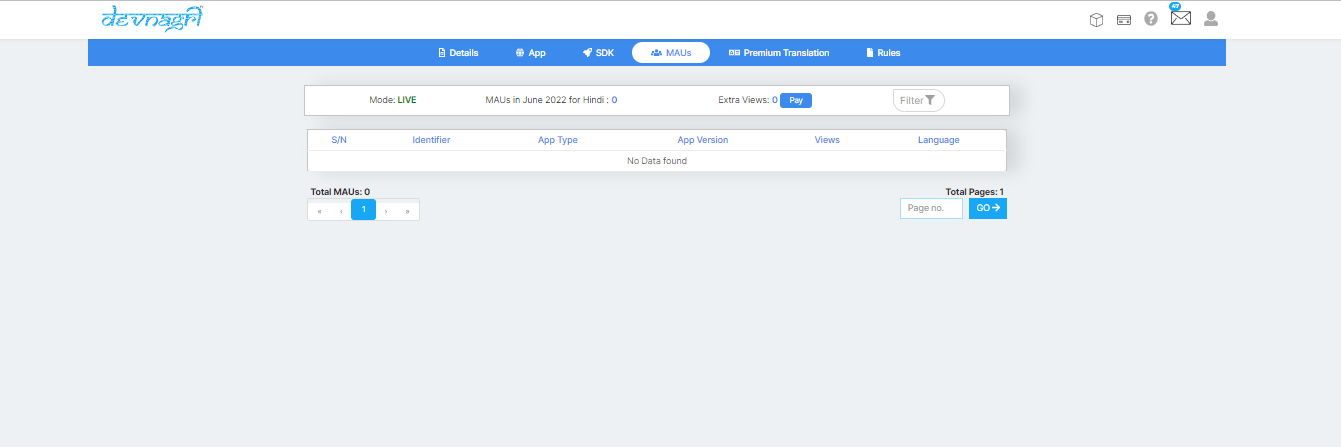 devnagri
47
Details App SDK MAUs Premium Translation Rules
Mode: LIVE MAUs in June 2022 for Hindi : 0 Extra Views: 0 Pay Filter
S/N Identifier App Type App Version Views Language
No Data found
Total MAUs: 0 Total Pages: 1
« ‹ 1 › » Page no. GO